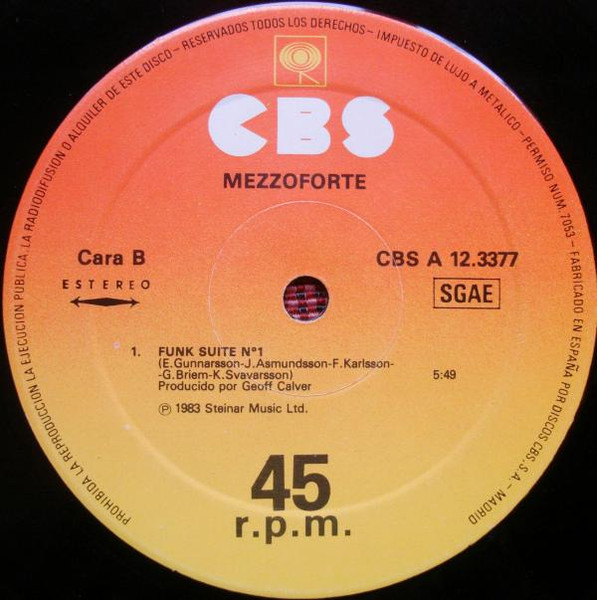 PROHIBIDA LA REPRODUCCION, LA EJECUCION PUBLICA, LA RADIODIFUSION O ALQUILER DE ESTE DISCO - RESERVADOS TODOS LOS DERECHOS - IMPUESTO DE LUJO A METALICO - PERMISO NUM. 7053 - FABRICADO EN ESPAÑA POR DISCOS CBS. S.A. - MADRID
CBS
MEZZOFORTE
Cara B
ESTEREO
CBS A 12.3377
SGAE
1. FUNK SUITE Nº1
(E.Gunnarsson-J.Asmundsson-F.Karlsson-
-G.Briem-K.Svavarsson) 5:49
Producido por Geoff Calver
℗ 1983 Steinar Music Ltd.
45
r.p.m.